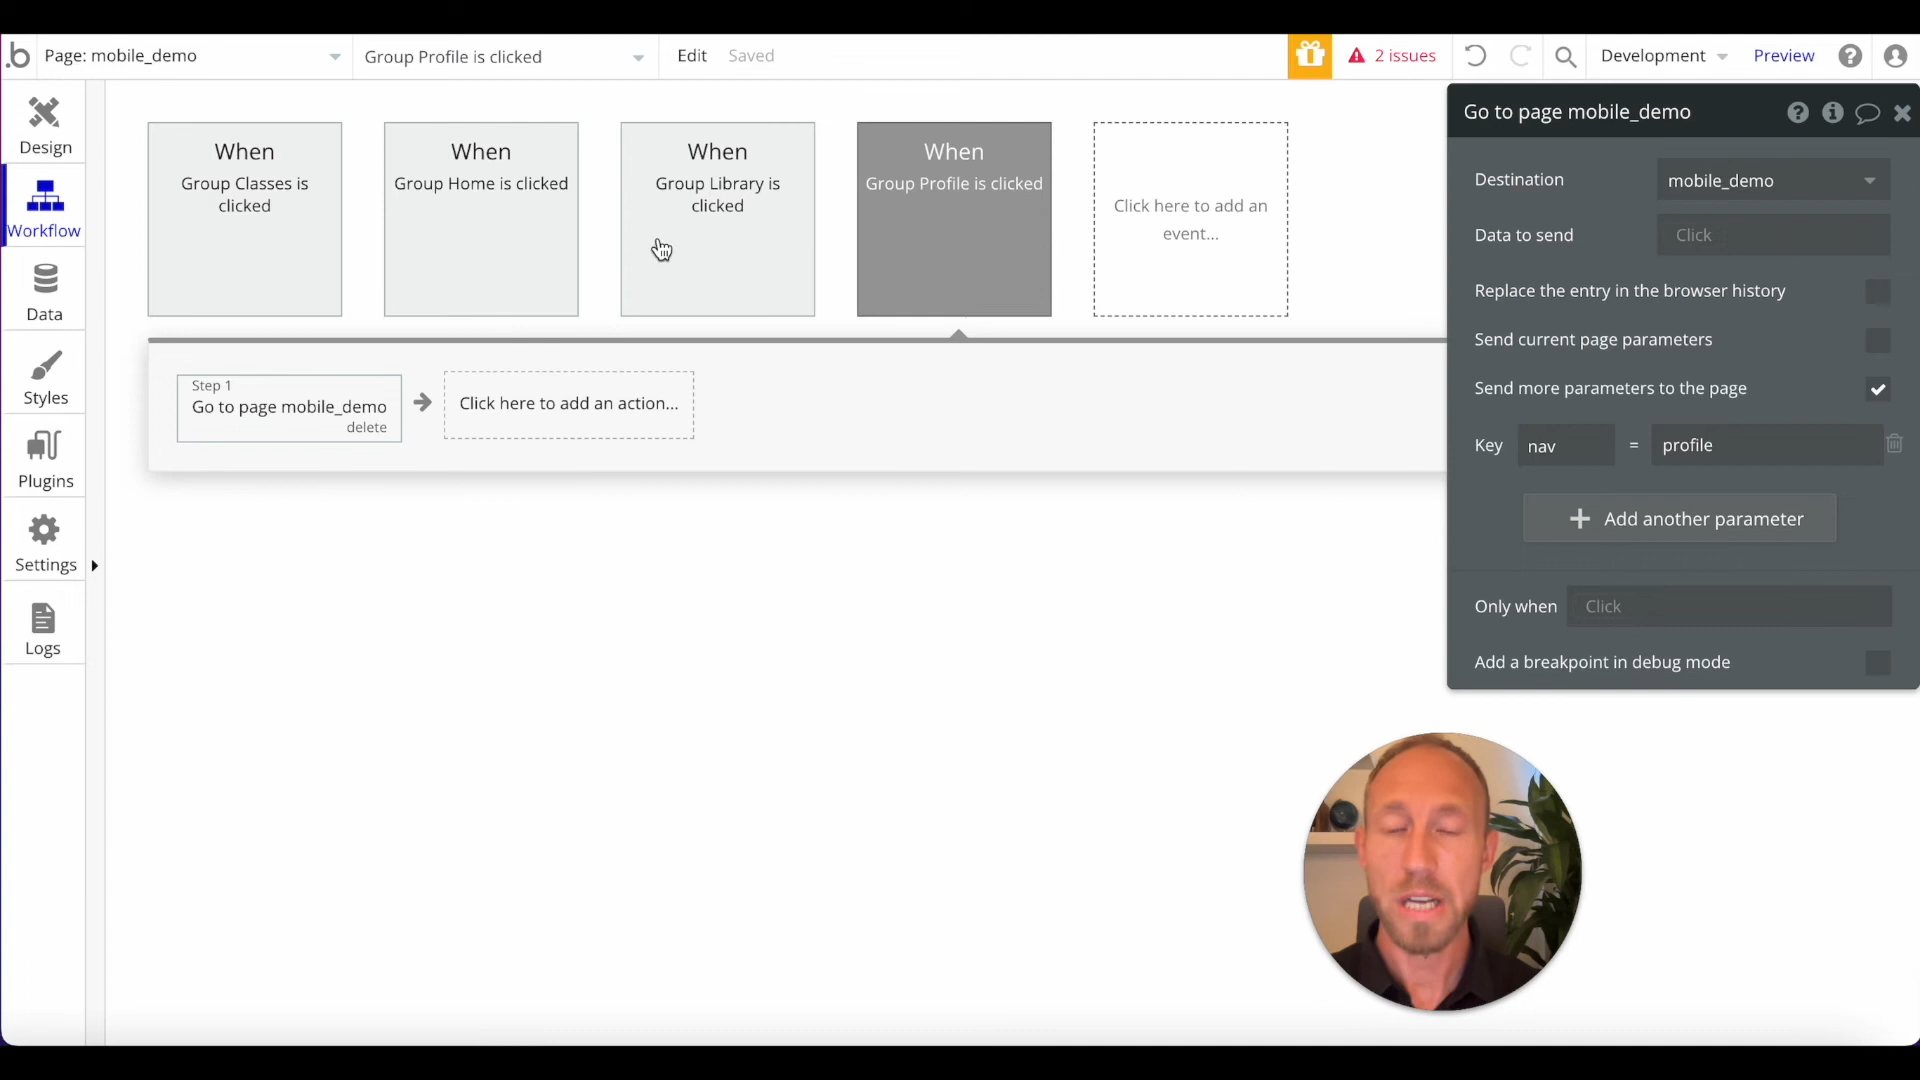 .b
Page: mobile_demo
Group Profile is clicked
Edit
Saved
2 issues
Development
Preview
Design
Workflow
Data
Styles
Plugins
Settings
Logs
When
Group Classes is
clicked
When
Group Home is clicked
When
Group Library is
clicked
When
Group Profile is clicked
Click here to add an
event...
Step 1
Go to page mobile_demo
delete
Click here to add an action...
Go to page mobile_demo
Destination
mobile_demo
Data to send
Click
Replace the entry in the browser history
Send current page parameters
Send more parameters to the page
Key
nav
=
profile
+ Add another parameter
Only when
Click
Add a breakpoint in debug mode